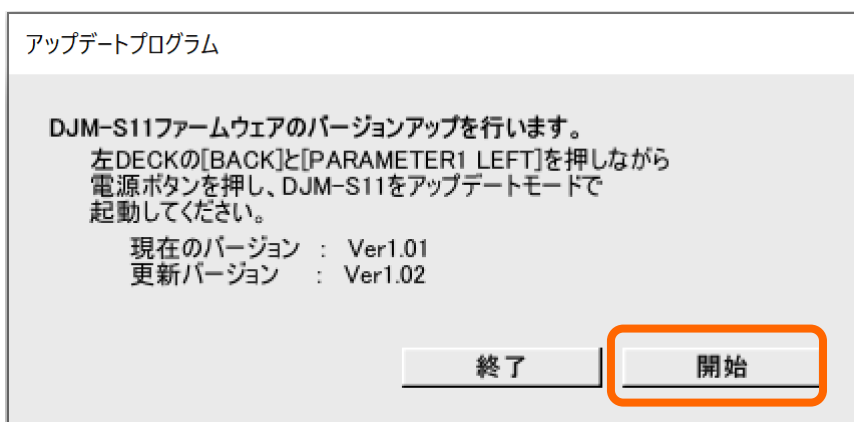 アップデートプログラム
DJM-S11ファームウェアのバージョンアップを行います。
左DECKの[BACK]と[PARAMETER1 LEFT]を押しながら
電源ボタンを押し、DJM-S11をアップデートモードで
起動してください。
現在のバージョン : Ver1.01
更新バージョン : Ver1.02
終了 開始